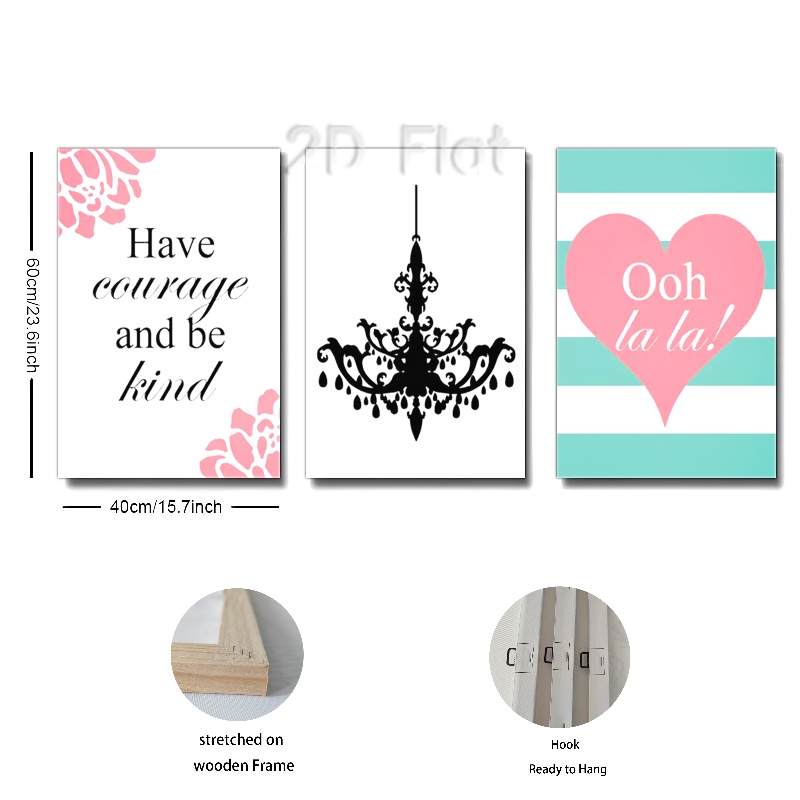 2D Flat
60cm/23.6inch
Have
courage
and be
kind
Ooh
la la!
40cm/15.7inch
stretched on
wooden Frame
Hook
Ready to Hang